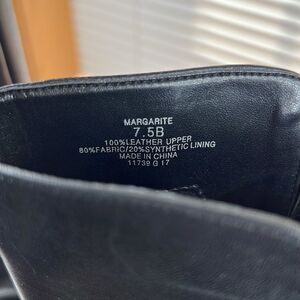 MARGARITE
7.5B
100%LEATHER UPPER
80%FABRIC/20%SYNTHETIC LINING
MADE IN CHINA
11739 G 17